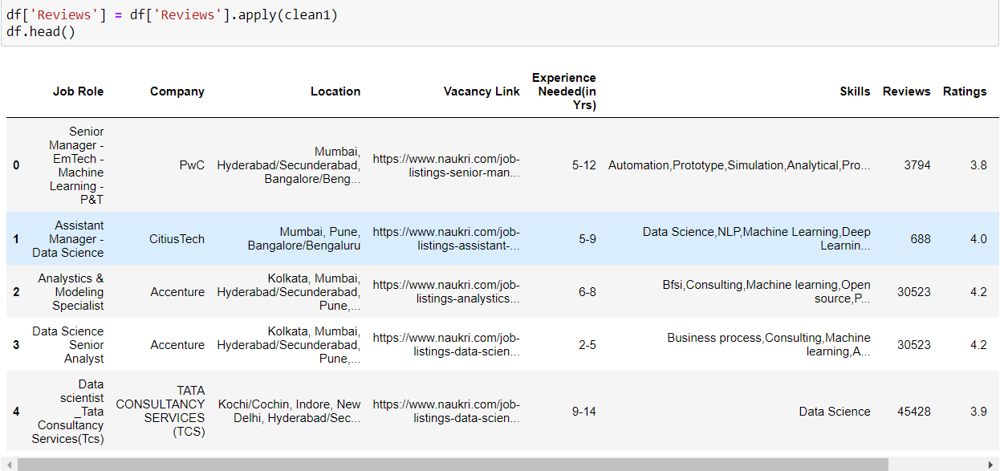 df['Reviews'] = df['Reviews'].apply(clean1)
df.head()
Job Role Company Location Vacancy Link Experience Needed(in Yrs) Skills Reviews Ratings
0 Senior Manager - EmTech - Machine Learning - P&T PwC Mumbai, Hyderabad/Secunderabad, Bangalore/Beng... https://www.naukri.com/job-listings-senior-man... 5-12 Automation,Prototype,Simulation,Analytical,Pro... 3794 3.8
1 Assistant Manager - Data Science CitiusTech Mumbai, Pune, Bangalore/Bengaluru https://www.naukri.com/job-listings-assistant-... 5-9 Data Science,NLP,Machine Learning,Deep Learnin... 688 4.0
2 Analystics & Modeling Specialist Accenture Kolkata, Mumbai, Hyderabad/Secunderabad, Pune,... https://www.naukri.com/job-listings-analystics... 6-8 Bfsi,Consulting,Machine learning,Open source,P... 30523 4.2
3 Data Science Senior Analyst Accenture Kolkata, Mumbai, Hyderabad/Secunderabad, Pune,... https://www.naukri.com/job-listings-data-scien... 2-5 Business process,Consulting,Machine learning,A... 30523 4.2
4 Data scientist _Tata Consultancy Services(Tcs) TATA CONSULTANCY SERVICES (TCS) Kochi/Cochin, Indore, New Delhi, Hyderabad/Sec... https://www.naukri.com/job-listings-data-scien... 9-14 Data Science 45428 3.9